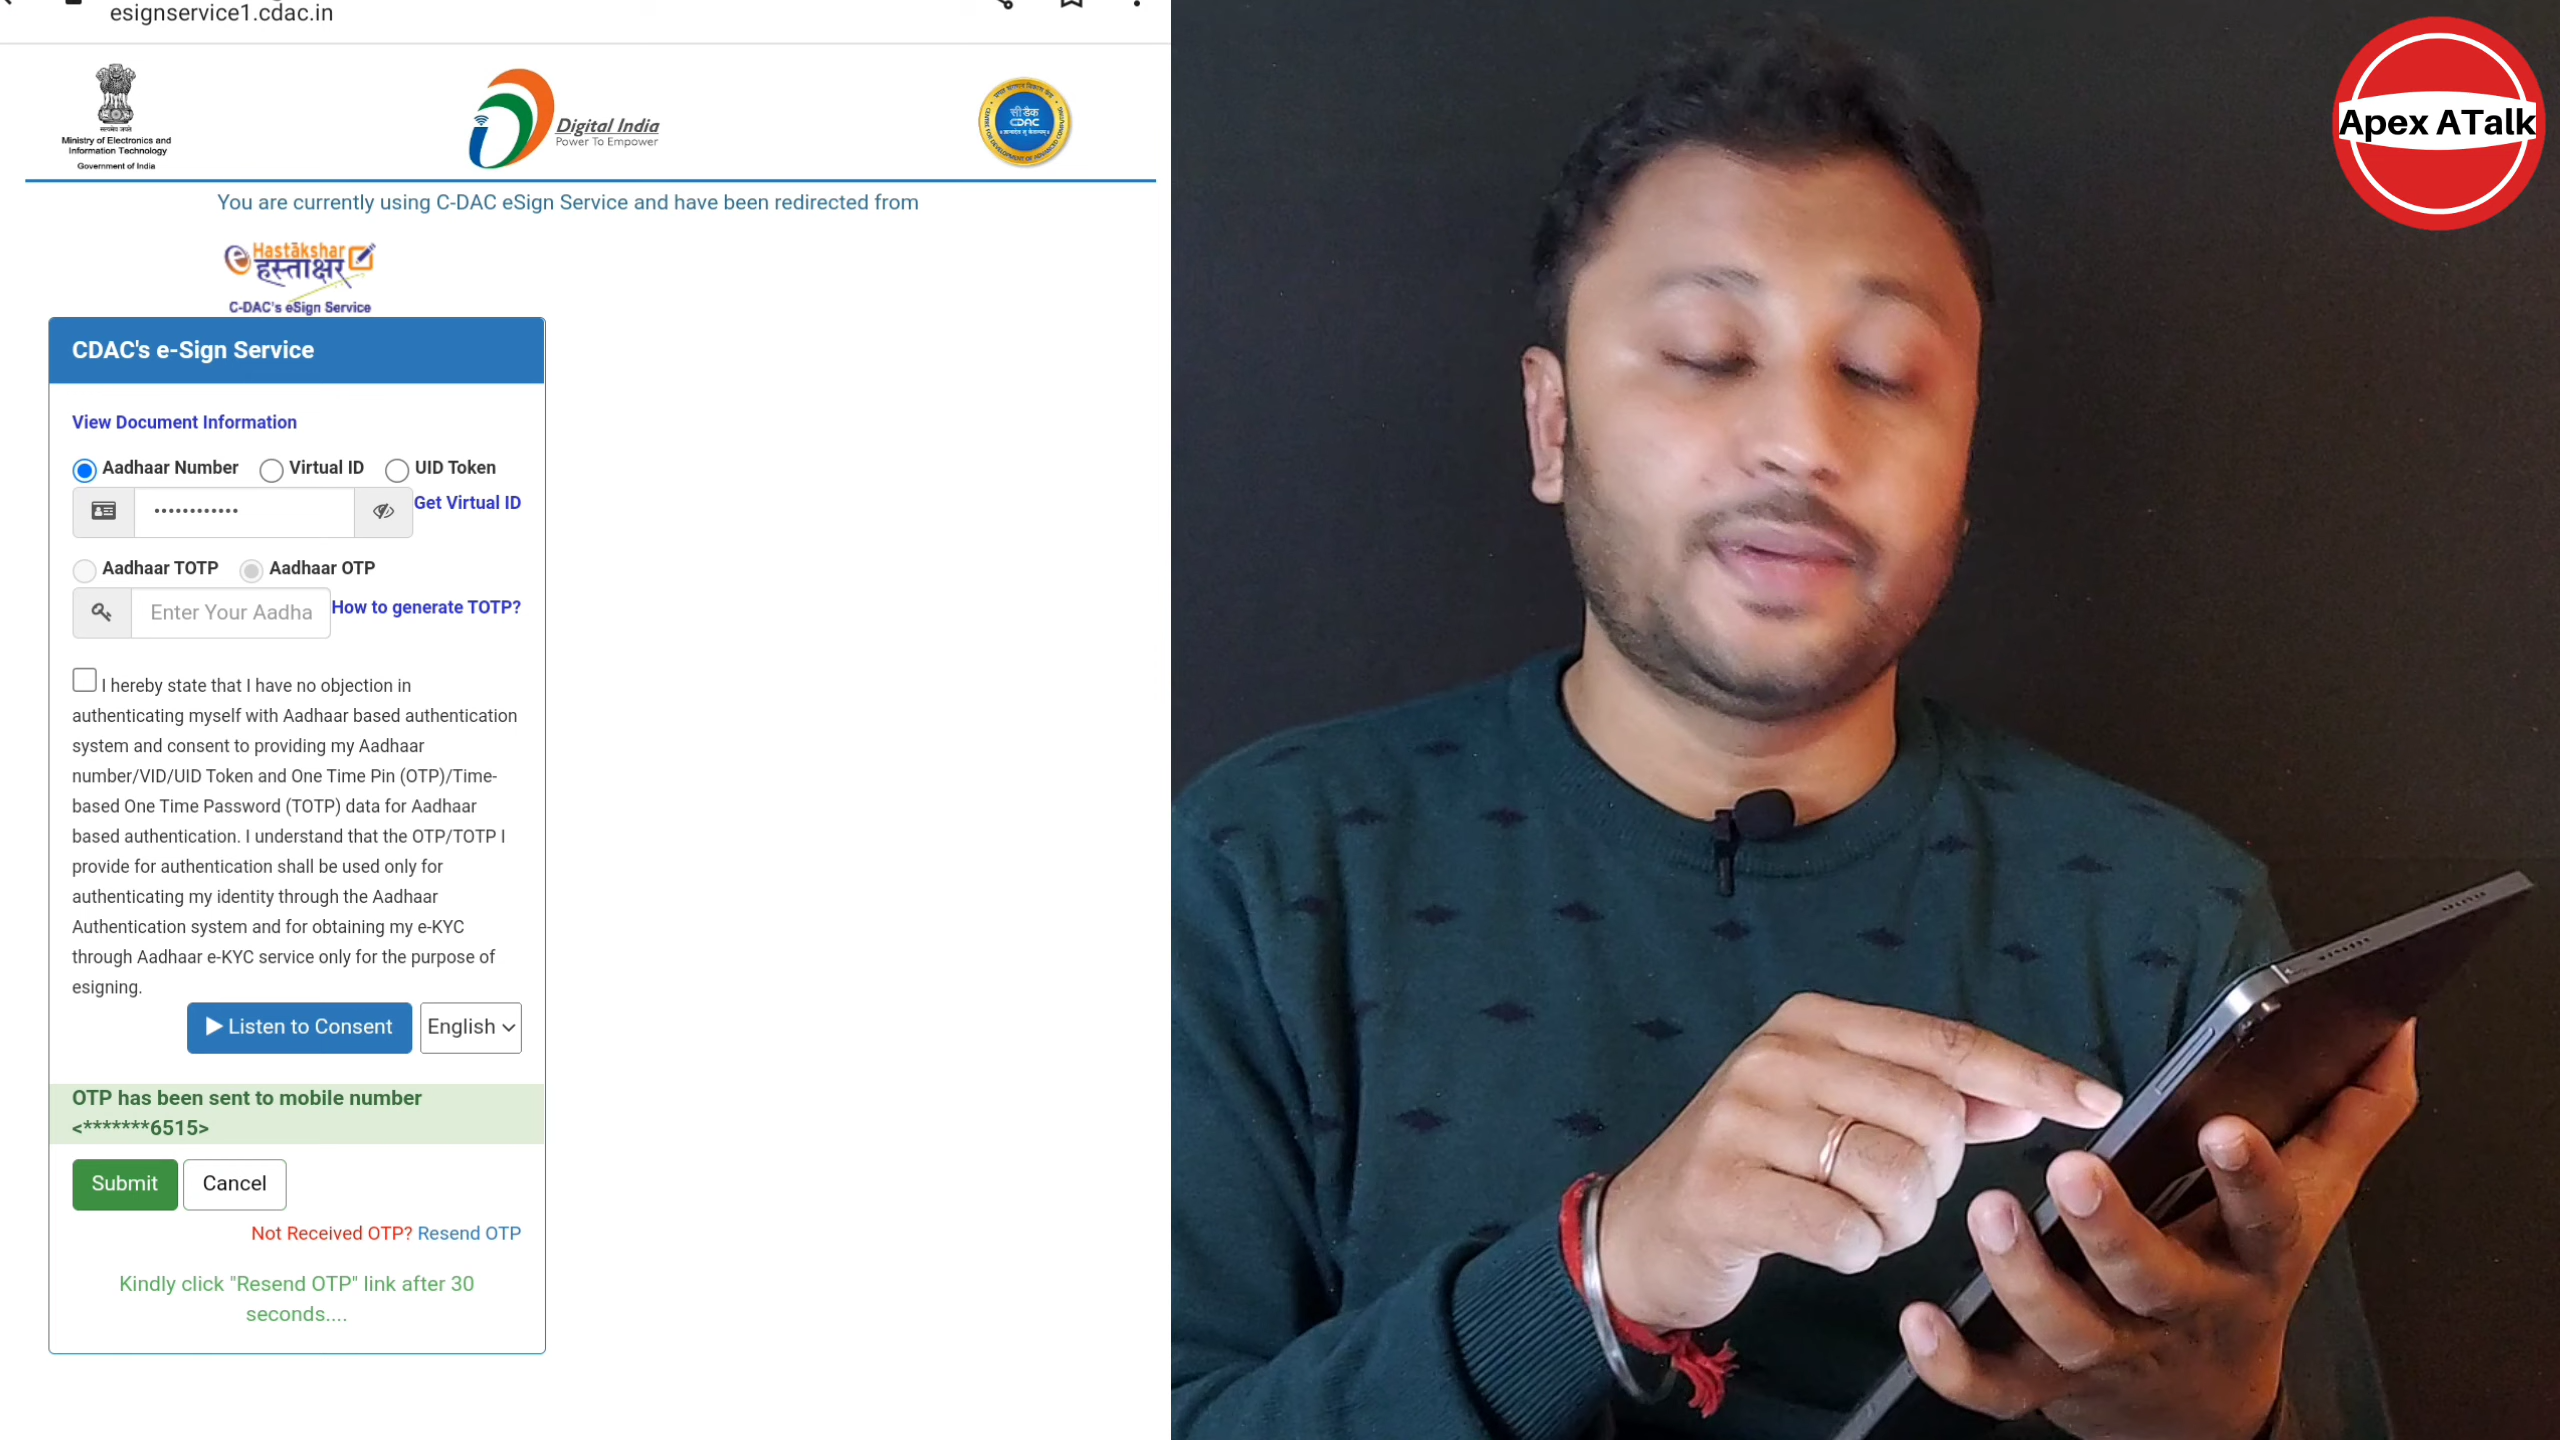 esignservice1.cdac.in
सत्यमेव जयते
Ministry of Electronics and
Information Technology
Government of India
Digital India
Power To Empower
सी डैक
CDAC
You are currently using C-DAC eSign Service and have been redirected from
e Hastākshar
हस्ताक्षर
C-DAC's eSign Service
CDAC's e-Sign Service
View Document Information
Aadhaar Number Virtual ID UID Token
•••••••••••• Get Virtual ID
Aadhaar TOTP Aadhaar OTP
Enter Your Aadha How to generate TOTP?
I hereby state that I have no objection in
authenticating myself with Aadhaar based authentication
system and consent to providing my Aadhaar
number/VID/UID Token and One Time Pin (OTP)/Time-
based One Time Password (TOTP) data for Aadhaar
based authentication. I understand that the OTP/TOTP I
provide for authentication shall be used only for
authenticating my identity through the Aadhaar
Authentication system and for obtaining my e-KYC
through Aadhaar e-KYC service only for the purpose of
esigning.
Listen to Consent English
OTP has been sent to mobile number
<*******6515>
Submit Cancel
Not Received OTP? Resend OTP
Kindly click "Resend OTP" link after 30
seconds....
Apex ATalk